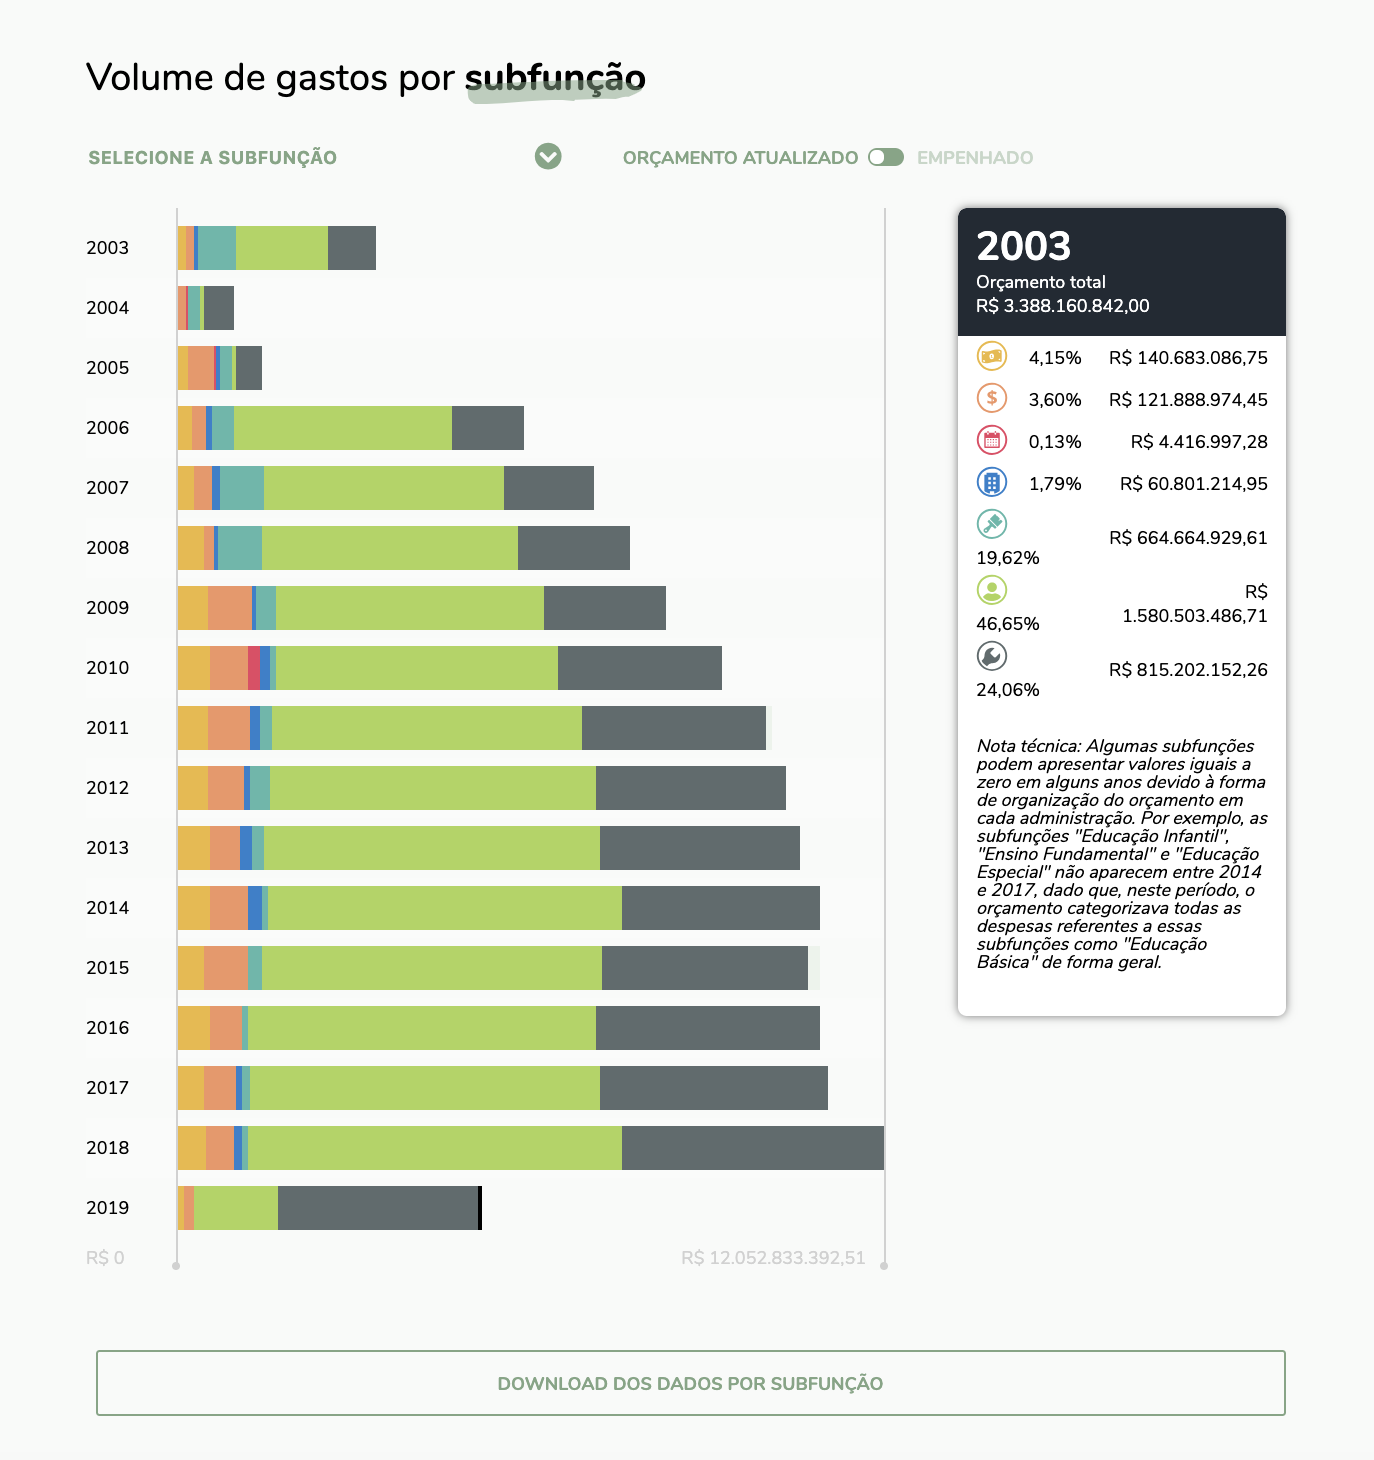 Volume de gastos por subfunção
SELECIONE A SUBFUNÇÃO
ORÇAMENTO ATUALIZADO EMPENHADO
2003
2004
2005
2006
2007
2008
2009
2010
2011
2012
2013
2014
2015
2016
2017
2018
2019
R$ 0
R$ 12.052.833.392,51
2003
Orçamento total
R$ 3.388.160.842,00
4,15% R$ 140.683.086,75
$ 3,60% R$ 121.888.974,45
0,13% R$ 4.416.997,28
1,79% R$ 60.801.214,95
19,62% R$ 664.664.929,61
46,65% R$
1.580.503.486,71
24,06% R$ 815.202.152,26
Nota técnica: Algumas subfunções
podem apresentar valores iguais a
zero em alguns anos devido à forma
de organização do orçamento em
cada administração. Por exemplo, as
subfunções "Educação Infantil",
"Ensino Fundamental" e "Educação
Especial" não aparecem entre 2014
e 2017, dado que, neste período, o
orçamento categorizava todas as
despesas referentes a essas
subfunções como "Educação
Básica" de forma geral.
DOWNLOAD DOS DADOS POR SUBFUNÇÃO